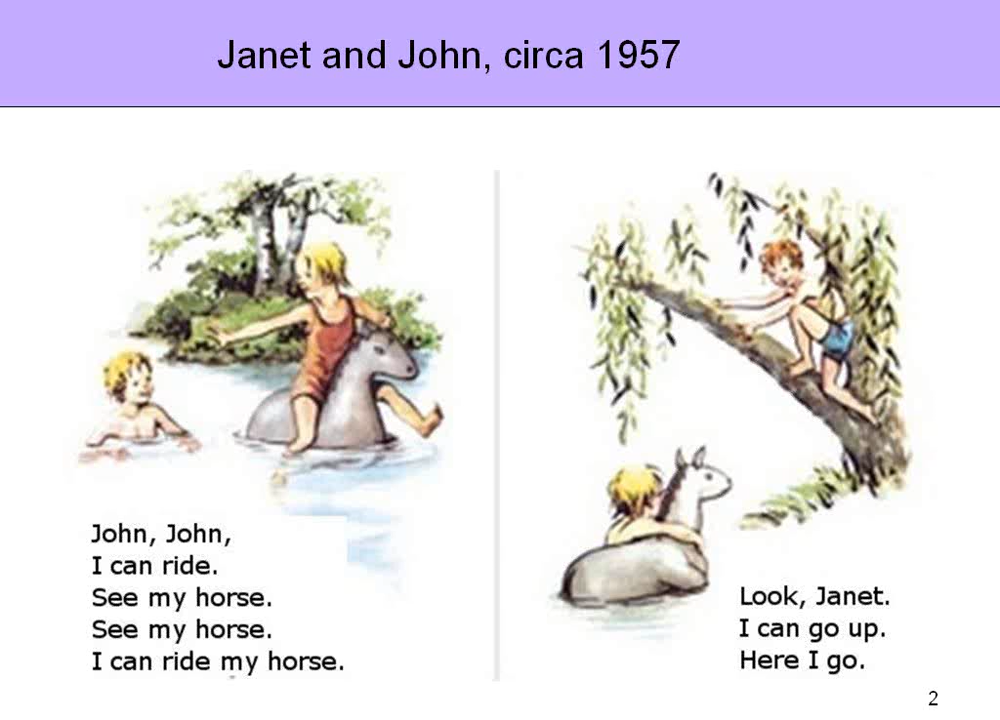 Janet and John, circa 1957
John, John,
I can ride.
See my horse.
See my horse.
I can ride my horse.
Look, Janet.
I can go up.
Here I go.
2